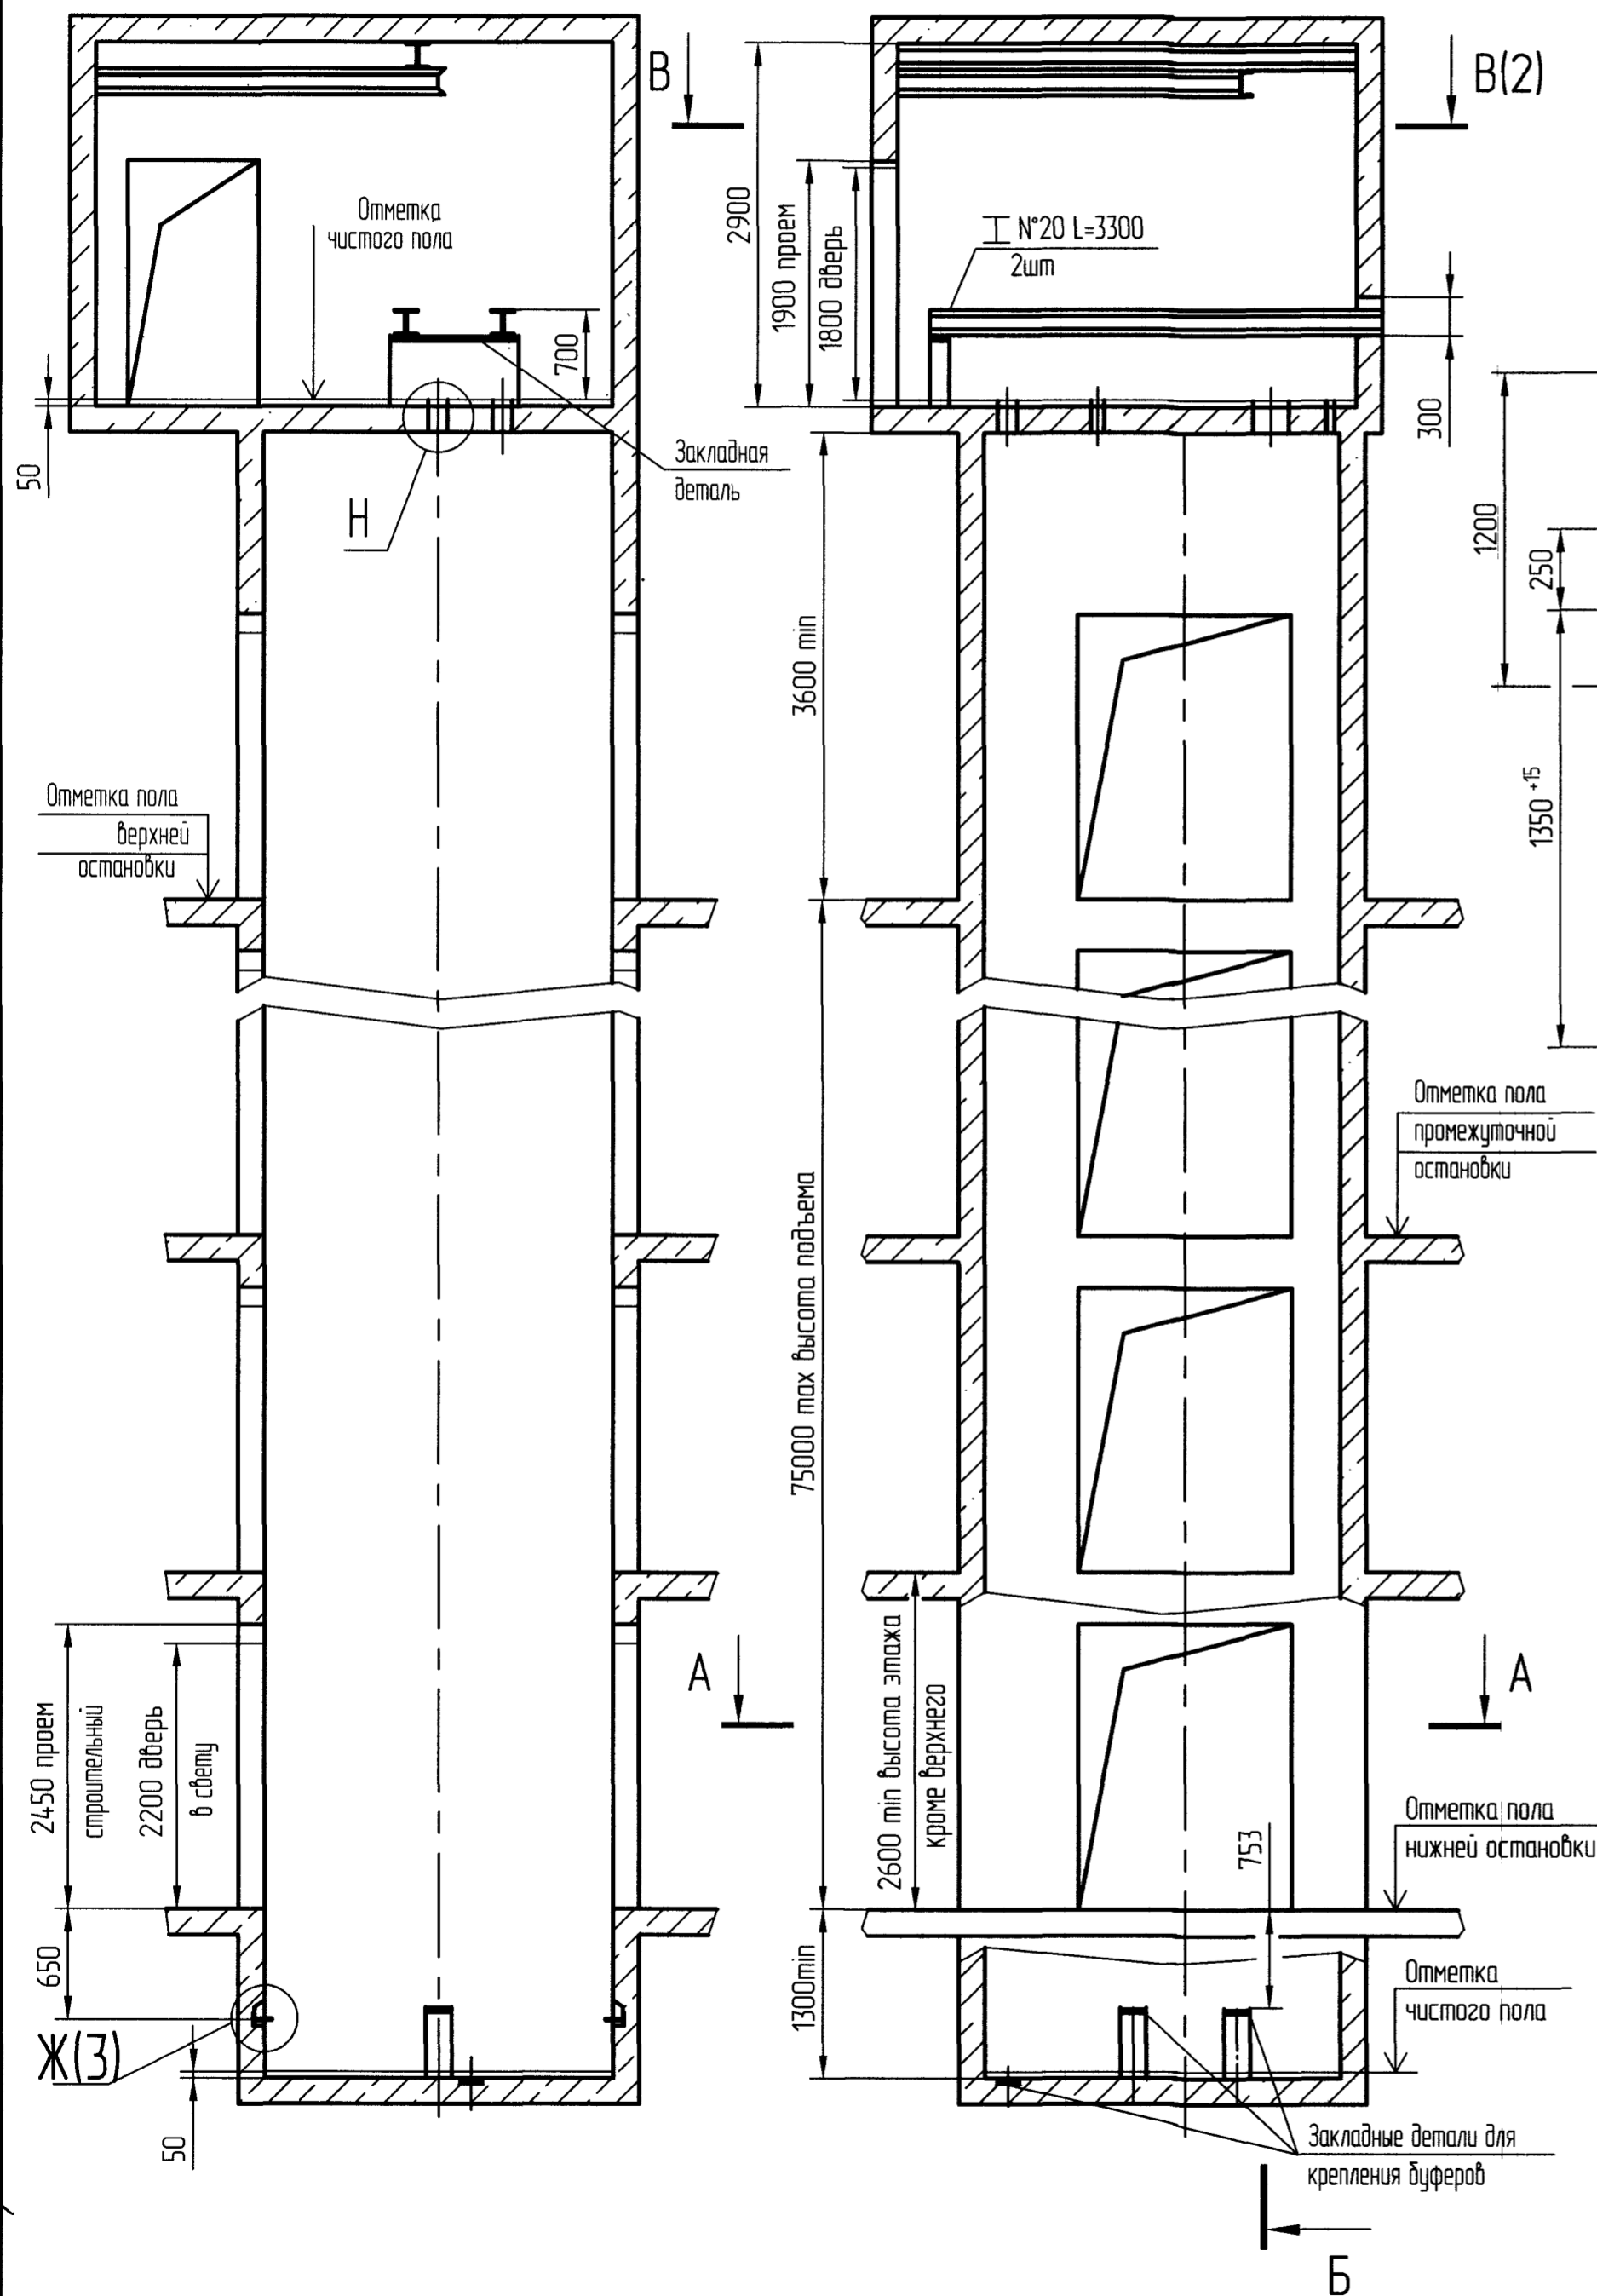 В
В(2)
Отметка
чистого пола
2900
1900 проем
1800 дверь
I N°20 L=3300
2шт
700
300
50
Закладная
деталь
Н
1200
250
3600 min
1350 +15
Отметка пола
верхней
остановки
Отметка пола
промежуточной
остановки
75000 max высота подъема
А
А
2450 проем
строительный
2200 дверь
в свету
2600 min высота этажа
кроме верхнего
753
Отметка пола
нижней остановки
650
1300min
Отметка
чистого пола
Ж(3)
50
Закладные детали для
крепления буферов
Б